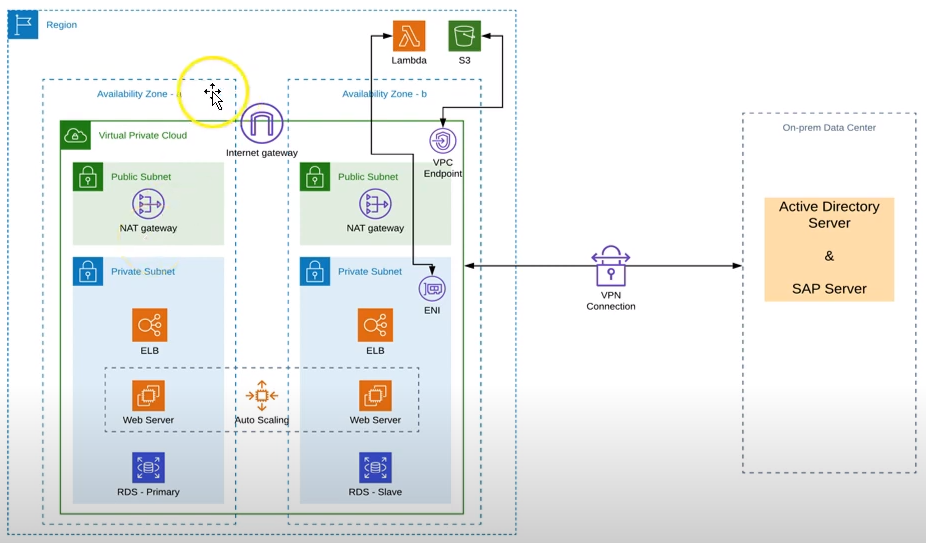 Region
Lambda
S3
Availability Zone - a
Availability Zone - b
Virtual Private Cloud
Internet gateway
VPC
Endpoint
On-prem Data Center
Public Subnet
NAT gateway
Public Subnet
NAT gateway
Active Directory
Server
&
SAP Server
Private Subnet
Private Subnet
ENI
VPN
Connection
ELB
ELB
Web Server
Auto Scaling
Web Server
RDS - Primary
RDS - Slave